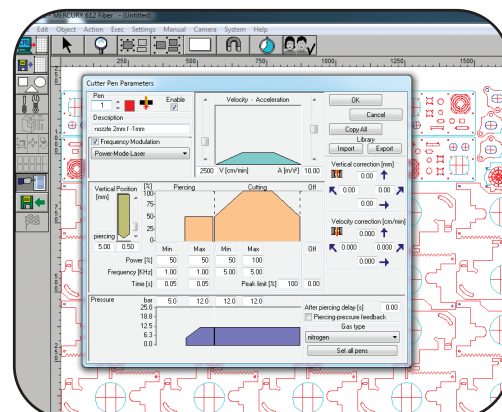 - MERCURY 612 Fiber - (Untitled)
Edit Object Action Exec Settings Manual Camera System Help
250 500 750 1000 1250 1500
Cutter Pen Parameters
Pen
1
Enable
Description
nozzle 2mm f -1mm
Frequency Modulation
Power-Mode Laser
Velocity - Acceleration
2500 V [cm/min] A [m/s²] 10.00
OK
Cancel
Copy All
Library
Import Export
Vertical Position
[mm]
piercing
5.00 0.50
[%] Piercing Cutting Off
100
75
50
25
0
Min Max Min Max Off
Power [%] 50 50 50 100
Frequency [KHz] 1.00 1.00 5.00 5.00
Time [s] 0.05 0.05 Peak limit [%] 100 0.00
Vertical conection [mm]
0.00
0.00 0.00
0.00
Velocity conection [cm/min]
0.000
0.000 0.000
0.000
Pressure bar 5.0 12.0 12.0 12.0
25.0
18.8
12.5
6.3
0.0
After piercing delay [s] 0.00
Piercing-pressure feedback
Gas type
nitrogen
Set all pens